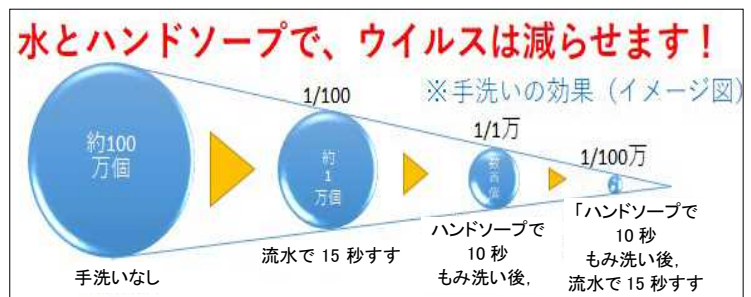 水とハンドソープで、ウイルスは減らせます！
※手洗いの効果（イメージ図）
約100
万個
手洗いなし
1/100
約
1
万個
流水で 15 秒すす
1/1万
数百個
ハンドソープで
10 秒
もみ洗い後,
1/100万
「ハンドソープで
10 秒
もみ洗い後,
流水で 15 秒すす